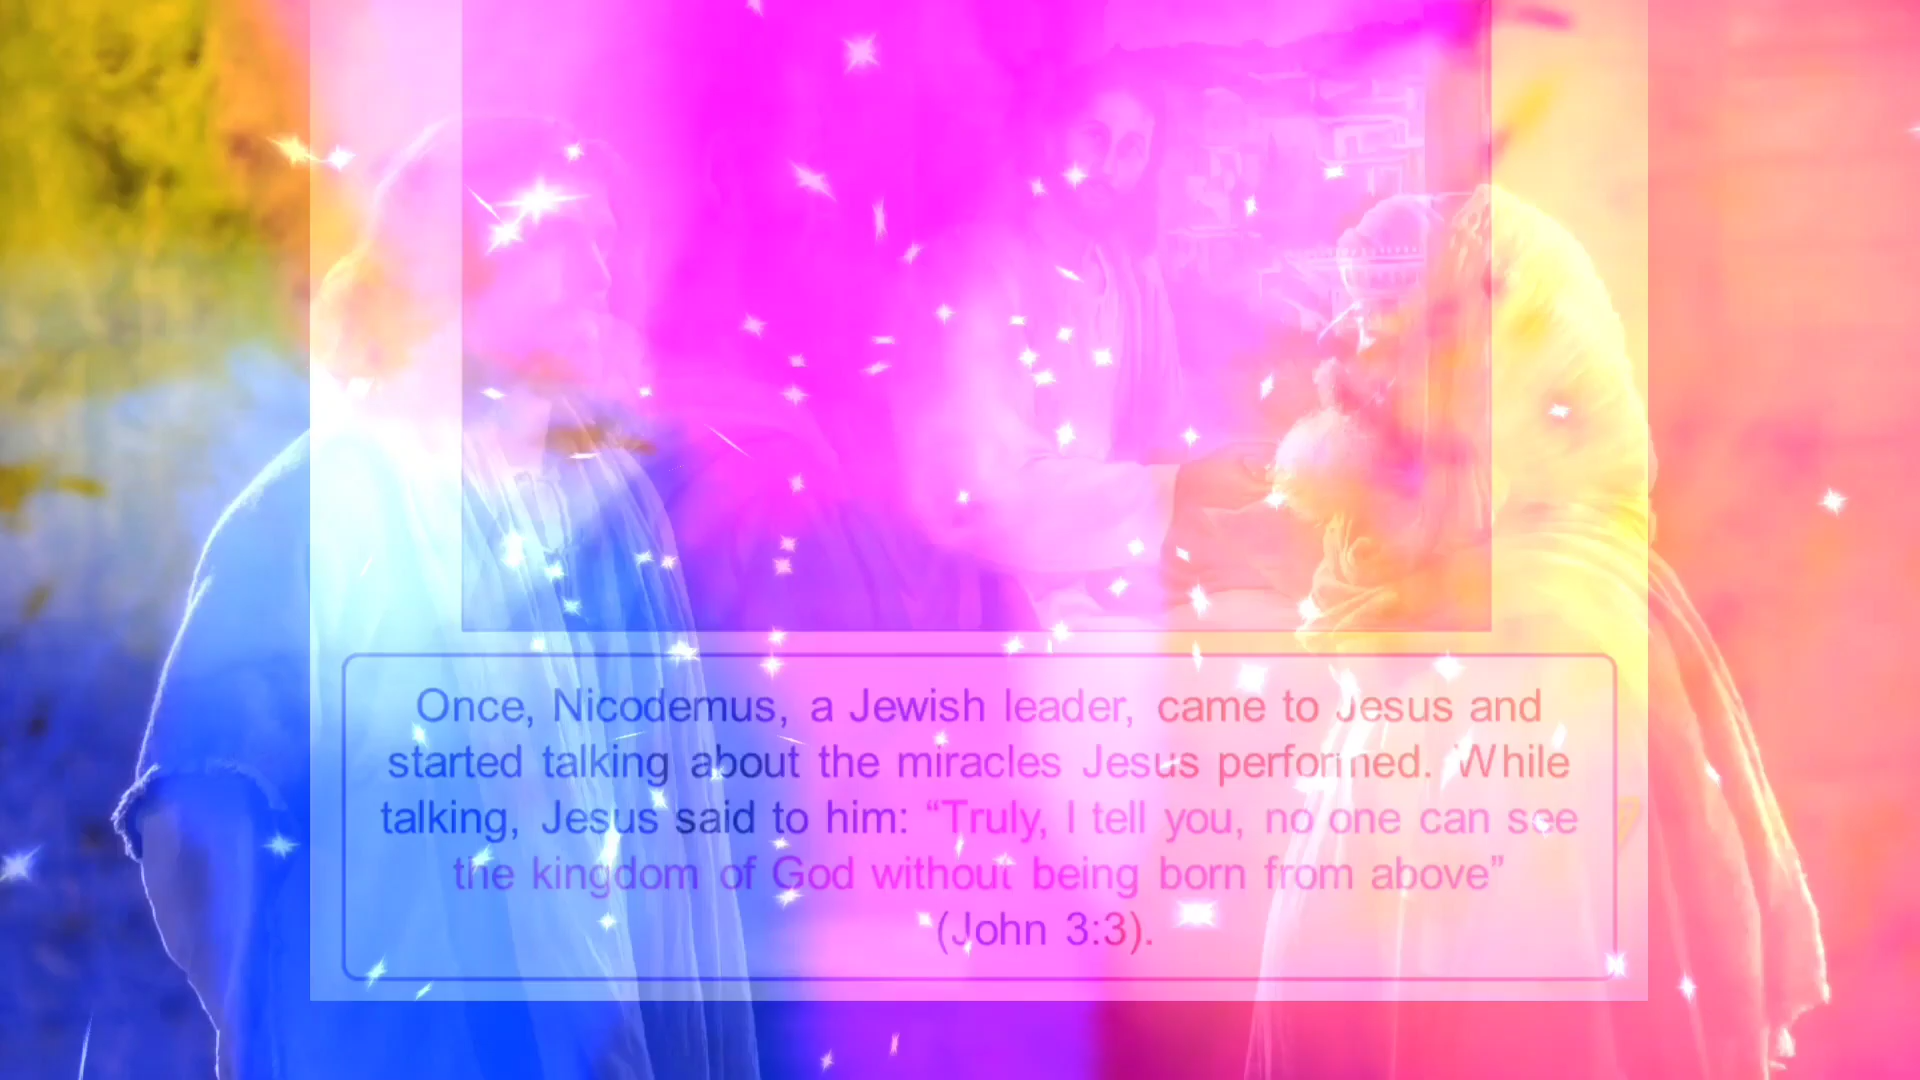 Once, Nicodemus, a Jewish leader, came to Jesus and
started talking about the miracles Jesus performed. While
talking, Jesus said to him: “Truly, I tell you, no one can see
the kingdom of God without being born from above”
(John 3:3).